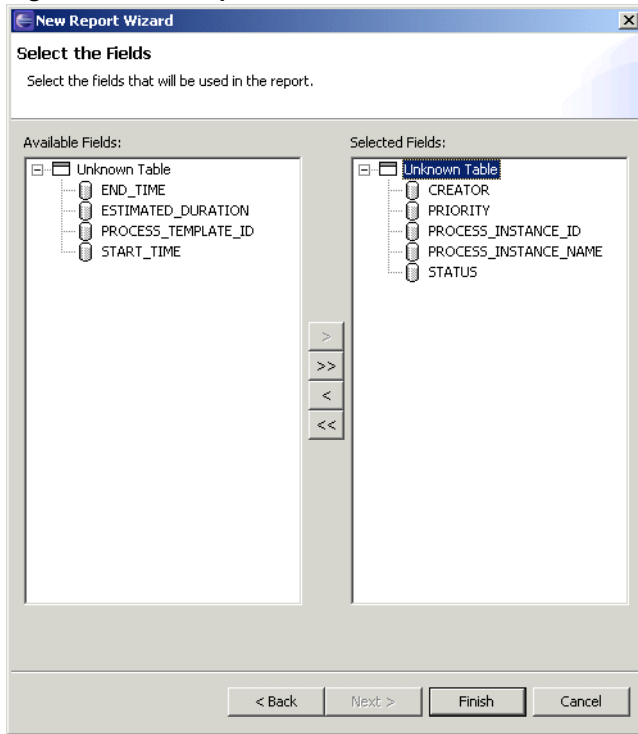 New Report Wizard
Select the Fields
Select the fields that will be used in the report.
Available Fields:
Unknown Table
END_TIME
ESTIMATED_DURATION
PROCESS_TEMPLATE_ID
START_TIME
>
>>
<
<<
Selected Fields:
Unknown Table
CREATOR
PRIORITY
PROCESS_INSTANCE_ID
PROCESS_INSTANCE_NAME
STATUS
< Back
Next >
Finish
Cancel